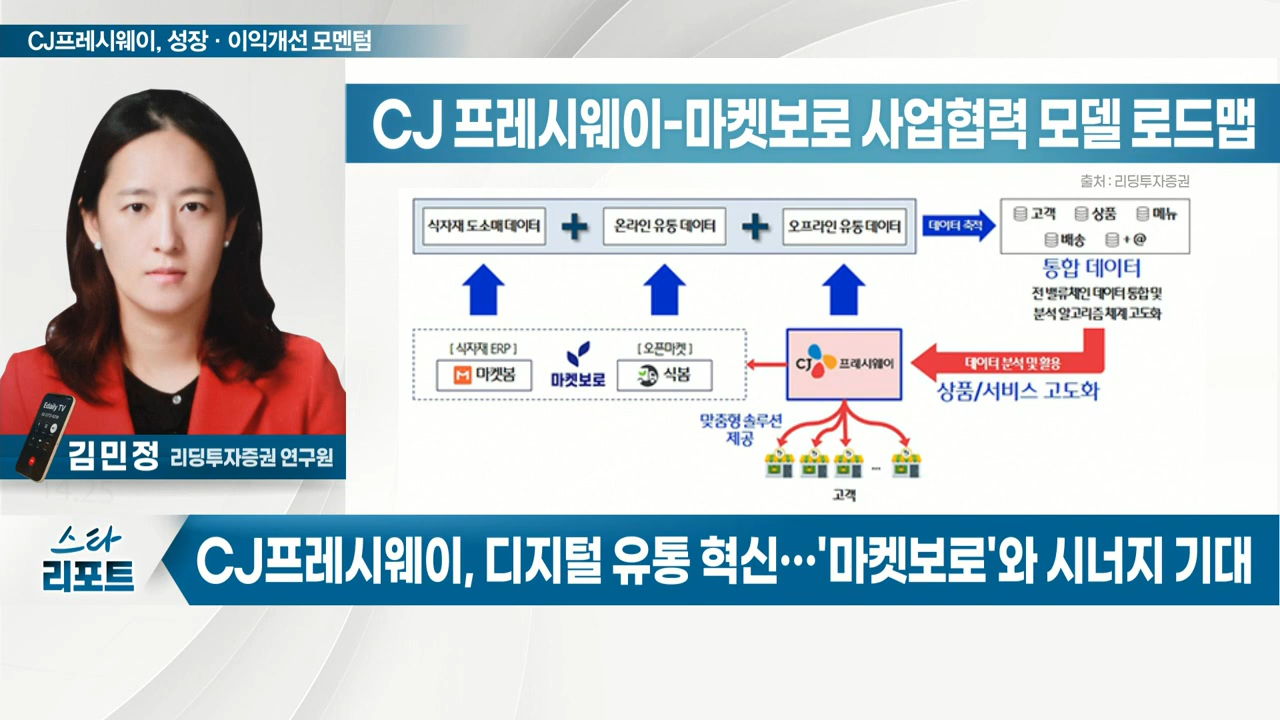 CJ프레시웨이, 성장 · 이익개선 모멘텀
CJ 프레시웨이-마켓보로 사업협력 모델 로드맵
출처 : 리딩투자증권
식자재 도소매 데이터 + 온라인 유통 데이터 + 오프라인 유통 데이터
데이터 축적
고객 상품 메뉴
배송 + @
통합 데이터
전 밸류체인 데이터 통합 및
분석 알고리즘 체계 고도화
[ 식자재 ERP ]
마켓봄
마켓보로
[ 오픈마켓 ]
식봄
CJ 프레시웨이
데이터 분석 및 활용
상품/서비스 고도화
맞춤형 솔루션
제공
...
고객
Edaily TV
김민정 리딩투자증권 연구원
스타
리포트
CJ프레시웨이, 디지털 유통 혁신…'마켓보로'와 시너지 기대